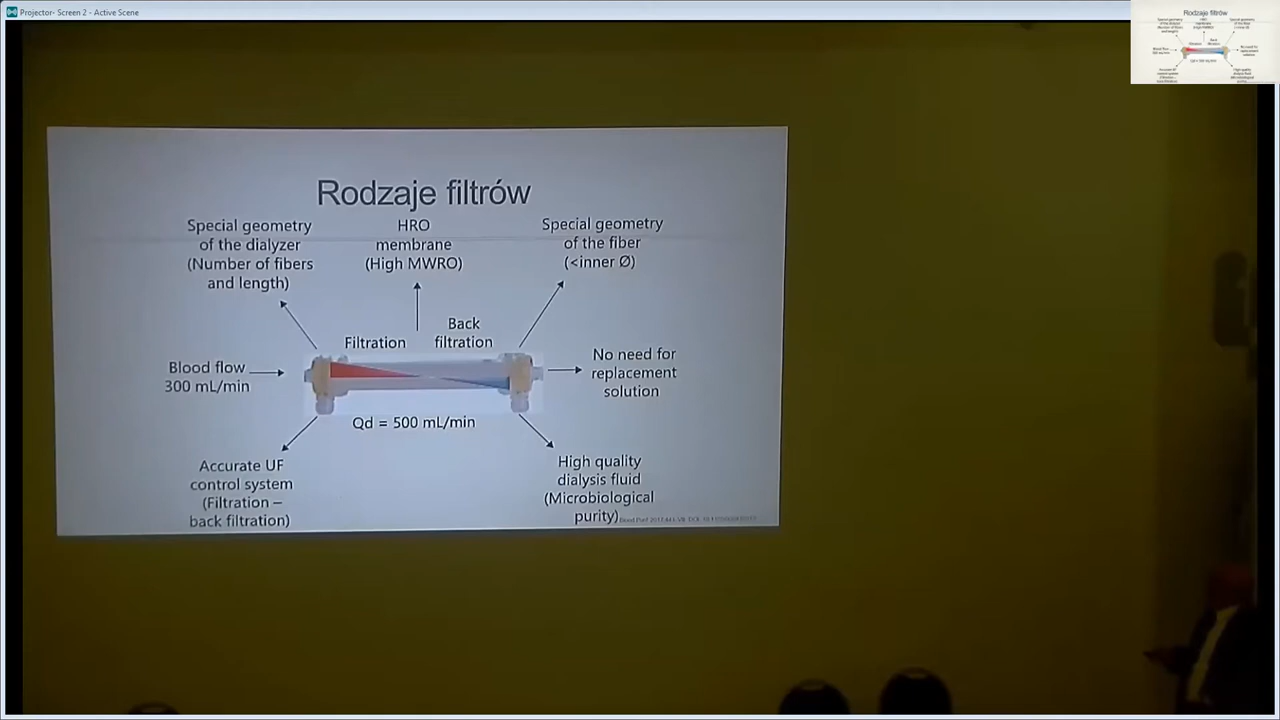 Projector- Screen 2 - Active Scene
Rodzaje filtrów
Special geometry
of the dialyzer
(Number of fibers
and length)
HRO
membrane
(High MWRO)
Special geometry
of the fiber
(<inner Ø)
Filtration
Back
filtration
Blood flow
300 mL/min
No need for
replacement
solution
Qd = 500 mL/min
Accurate UF
control system
(Filtration –
back filtration)
High quality
dialysis fluid
(Microbiological
purity)
Rodzaje filtrów